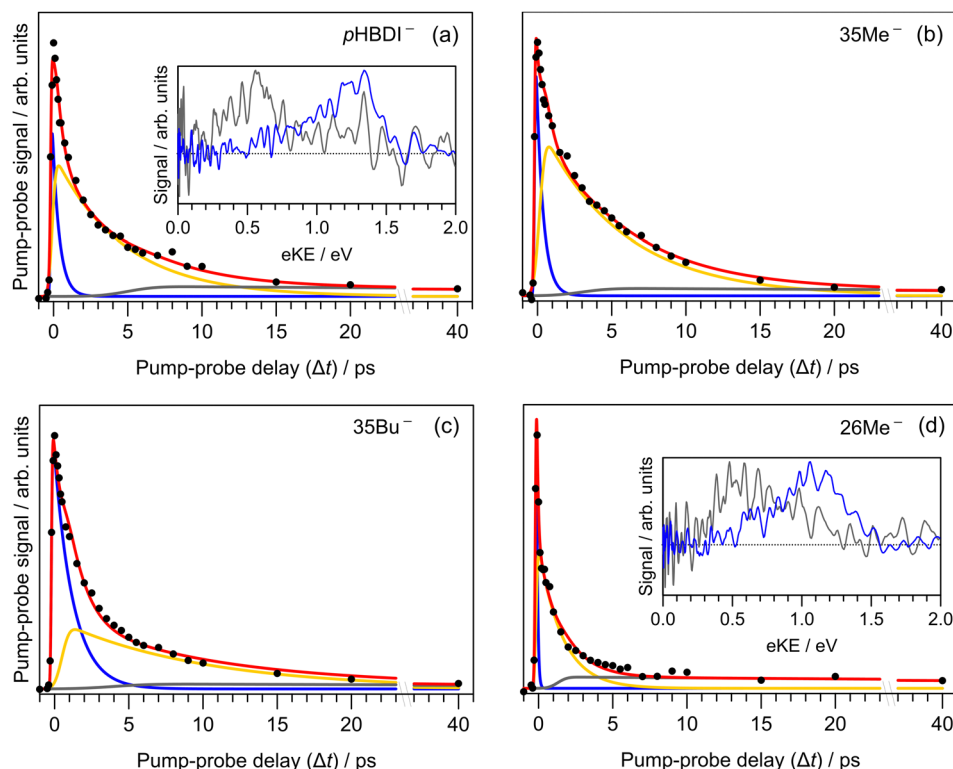 pHBDI⁻ (a)
Pump-probe signal / arb. units
Signal / arb. units
0.0 0.5 1.0 1.5 2.0
eKE / eV
0 5 10 15 20 40
Pump-probe delay (Δt) / ps
35Me⁻ (b)
0 5 10 15 20 40
Pump-probe delay (Δt) / ps
35Bu⁻ (c)
Pump-probe signal / arb. units
0 5 10 15 20 40
Pump-probe delay (Δt) / ps
26Me⁻ (d)
Signal / arb. units
0.0 0.5 1.0 1.5 2.0
eKE / eV
0 5 10 15 20 40
Pump-probe delay (Δt) / ps